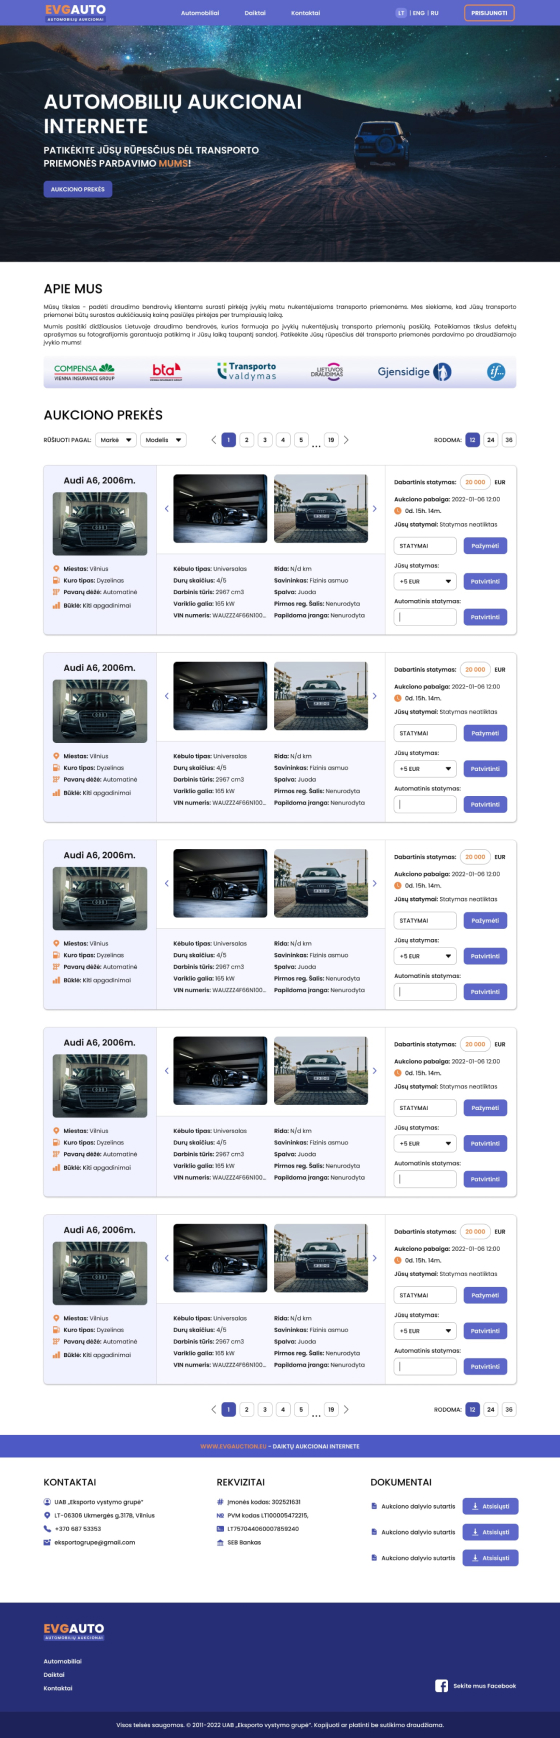 EVGAUTO
AUTOMOBILIŲ AUKCIONAI
Automobiliai
Daiktai
Kontaktai
LT | ENG | RU
PRISIJUNGTI
AUTOMOBILIŲ AUKCIONAI
INTERNETE
PATIKĖKITE JŪSŲ RŪPESČIUS DĖL TRANSPORTO
PRIEMONĖS PARDAVIMO MUMS!
AUKCIONO PREKĖS
APIE MUS
Mūsų tikslas - padėti draudimo bendrovių klientams surasti pirkėją įvykių metu nukentėjusioms transporto priemonėms. Mes siekiame, kad Jūsų transporto
priemonei būtų surastas aukščiausią kainą pasiūlęs pirkėjas per trumpiausią laiką.
Mumis pasitiki didžiausios Lietuvoje draudimo bendrovės, kurios formuoja po įvykių nukentėjusių transporto priemonių pasiūlą. Pateikiamas tikslus defektų
aprašymas su fotografijomis garantuoja patikimą ir Jūsų laiką taupantį sandorį. Patikėkite Jūsų rūpesčius dėl transporto priemonės pardavimo po draudžiamojo
įvykio mums!
COMPENSA
VIENNA INSURANCE GROUP
bta
Transporto
valdymas
LIETUVOS
DRAUDIMAS
Gjensidige
if...
AUKCIONO PREKĖS
RŪŠIUOTI PAGAL: Markė Modelis
1 2 3 4 5 ... 19
RODOMA: 12 24 36
Audi A6, 2006m.
Miestas: Vilnius
Kuro tipas: Dyzelinas
Pavarų dėžė: Automatinė
Būklė: Kiti apgadinimai
Kėbulo tipas: Universalas
Durų skaičius: 4/5
Darbinis tūris: 2967 cm3
Variklio galia: 165 kW
VIN numeris: WAUZZZ4F66N100...
Rida: N/d km
Savininkas: Fizinis asmuo
Spalva: Juoda
Pirmos reg. Šalis: Nenurodyta
Papildoma įranga: Nenurodyta
Dabartinis statymas: 20 000 EUR
Aukciono pabaiga: 2022-01-06 12:00
0d. 15h. 14m.
Jūsų statymai: Statymas neatliktas
STATYMAI Pažymėti
Jūsų statymas:
+5 EUR Patvirtinti
Automatinis statymas:
Patvirtinti
Audi A6, 2006m.
Miestas: Vilnius
Kuro tipas: Dyzelinas
Pavarų dėžė: Automatinė
Būklė: Kiti apgadinimai
Kėbulo tipas: Universalas
Durų skaičius: 4/5
Darbinis tūris: 2967 cm3
Variklio galia: 165 kW
VIN numeris: WAUZZZ4F66N100...
Rida: N/d km
Savininkas: Fizinis asmuo
Spalva: Juoda
Pirmos reg. Šalis: Nenurodyta
Papildoma įranga: Nenurodyta
Dabartinis statymas: 20 000 EUR
Aukciono pabaiga: 2022-01-06 12:00
0d. 15h. 14m.
Jūsų statymai: Statymas neatliktas
STATYMAI Pažymėti
Jūsų statymas:
+5 EUR Patvirtinti
Automatinis statymas:
Patvirtinti
Audi A6, 2006m.
Miestas: Vilnius
Kuro tipas: Dyzelinas
Pavarų dėžė: Automatinė
Būklė: Kiti apgadinimai
Kėbulo tipas: Universalas
Durų skaičius: 4/5
Darbinis tūris: 2967 cm3
Variklio galia: 165 kW
VIN numeris: WAUZZZ4F66N100...
Rida: N/d km
Savininkas: Fizinis asmuo
Spalva: Juoda
Pirmos reg. Šalis: Nenurodyta
Papildoma įranga: Nenurodyta
Dabartinis statymas: 20 000 EUR
Aukciono pabaiga: 2022-01-06 12:00
0d. 15h. 14m.
Jūsų statymai: Statymas neatliktas
STATYMAI Pažymėti
Jūsų statymas:
+5 EUR Patvirtinti
Automatinis statymas:
Patvirtinti
Audi A6, 2006m.
Miestas: Vilnius
Kuro tipas: Dyzelinas
Pavarų dėžė: Automatinė
Būklė: Kiti apgadinimai
Kėbulo tipas: Universalas
Durų skaičius: 4/5
Darbinis tūris: 2967 cm3
Variklio galia: 165 kW
VIN numeris: WAUZZZ4F66N100...
Rida: N/d km
Savininkas: Fizinis asmuo
Spalva: Juoda
Pirmos reg. Šalis: Nenurodyta
Papildoma įranga: Nenurodyta
Dabartinis statymas: 20 000 EUR
Aukciono pabaiga: 2022-01-06 12:00
0d. 15h. 14m.
Jūsų statymai: Statymas neatliktas
STATYMAI Pažymėti
Jūsų statymas:
+5 EUR Patvirtinti
Automatinis statymas:
Patvirtinti
Audi A6, 2006m.
Miestas: Vilnius
Kuro tipas: Dyzelinas
Pavarų dėžė: Automatinė
Būklė: Kiti apgadinimai
Kėbulo tipas: Universalas
Durų skaičius: 4/5
Darbinis tūris: 2967 cm3
Variklio galia: 165 kW
VIN numeris: WAUZZZ4F66N100...
Rida: N/d km
Savininkas: Fizinis asmuo
Spalva: Juoda
Pirmos reg. Šalis: Nenurodyta
Papildoma įranga: Nenurodyta
Dabartinis statymas: 20 000 EUR
Aukciono pabaiga: 2022-01-06 12:00
0d. 15h. 14m.
Jūsų statymai: Statymas neatliktas
STATYMAI Pažymėti
Jūsų statymas:
+5 EUR Patvirtinti
Automatinis statymas:
Patvirtinti
1 2 3 4 5 ... 19
RODOMA: 12 24 36
WWW.EVGAUCTION.EU - DAIKTŲ AUKCIONAI INTERNETE
KONTAKTAI
UAB „Eksporto vystymo grupė"
LT-06306 Ukmergės g.317B, Vilnius
+370 687 53353
eksportogrupe@gmail.com
REKVIZITAI
Įmonės kodas: 302521631
PVM kodas LT100005472215,
LT757044060007859240
SEB Bankas
DOKUMENTAI
Aukciono dalyvio sutartis Atsisiųsti
Aukciono dalyvio sutartis Atsisiųsti
Aukciono dalyvio sutartis Atsisiųsti
EVGAUTO
AUTOMOBILIŲ AUKCIONAI
Automobiliai
Daiktai
Kontaktai
Sekite mus Facebook
Visos teisės saugomos. © 2011-2022 UAB „Eksporto vystymo grupė". Kopijuoti ar platinti be sutikimo draudžiama.